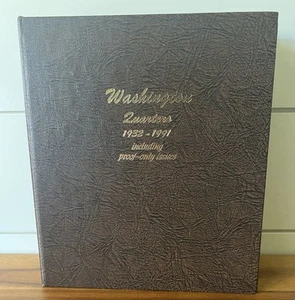 Washington
Quarters
1932-1991
including
proof-only issues